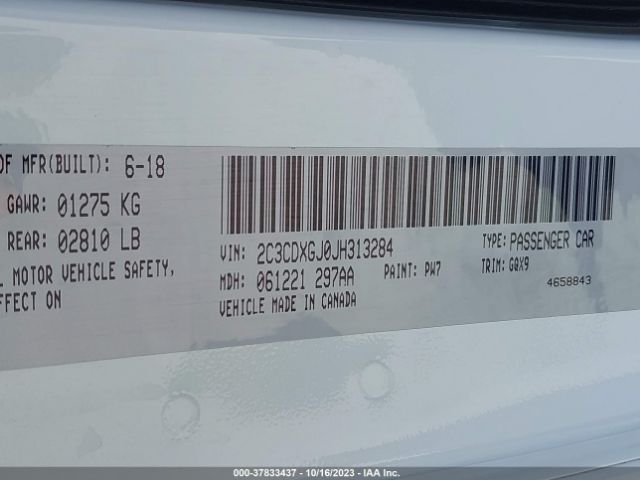 OF MFR(BUILT): 6-18
GAWR: 01275 KG
REAR: 02810 LB
MOTOR VEHICLE SAFETY,
EFFECT ON
VIN: 2C3CDXGJ0JH313284
TYPE: PASSENGER CAR
MDH: 061221 297AA
PAINT: PW7
TRIM: GQX9
VEHICLE MADE IN CANADA
4658843
000-37833437 - 10/16/2023 - IAA Inc.